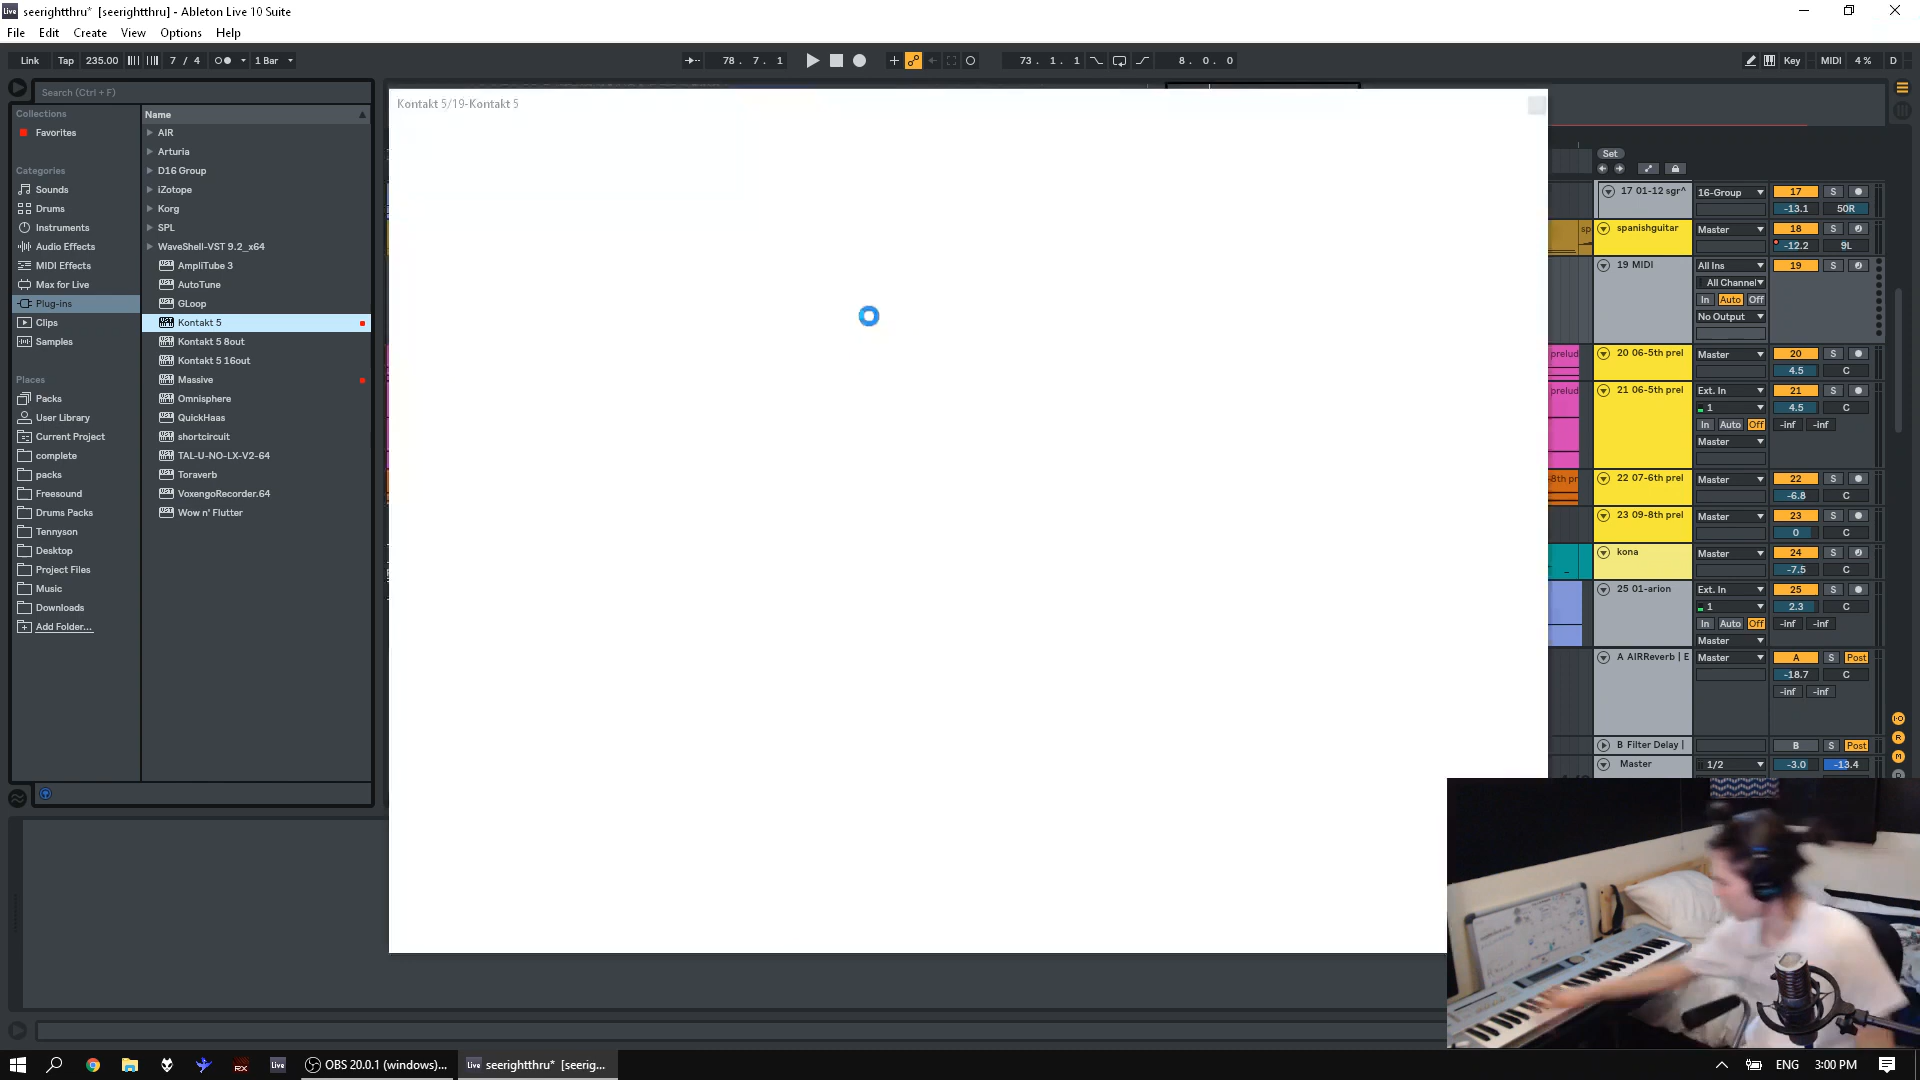 seerightthru* [seerightthru] - Ableton Live 10 Suite
File Edit Create View Options Help
Link Tap 235.00 7 / 4 1 Bar 78 . 7 . 1 73 . 1 . 1 8 . 0 . 0 Key MIDI 4 % D
Search (Ctrl + F)
Collections
Favorites
Categories
Sounds
Drums
Instruments
Audio Effects
MIDI Effects
Max for Live
Plug-ins
Clips
Samples
Places
Packs
User Library
Current Project
complete
packs
Freesound
Drums Packs
Tennyson
Desktop
Project Files
Music
Downloads
Add Folder...
Name
AIR
Arturia
D16 Group
iZotope
Korg
SPL
WaveShell-VST 9.2_x64
AmpliTube 3
AutoTune
GLoop
Kontakt 5
Kontakt 5 8out
Kontakt 5 16out
Massive
Omnisphere
QuickHaas
shortcircuit
TAL-U-NO-LX-V2-64
Toraverb
VoxengoRecorder.64
Wow n' Flutter
Kontakt 5/19-Kontakt 5
Set
17 01-12 sgr^ 16-Group 17 S
-13.1 50R
sp spanishguitar Master 18 S
-12.2 9L
19 MIDI All Ins 19 S
All Channel
In Auto Off
No Output
prelud 20 06-5th prel Master 20 S
4.5 C
prelud 21 06-5th prel Ext. In 21 S
1 4.5 C
In Auto Off -inf -inf
Master
-8th pr 22 07-6th prel Master 22 S
-6.8 C
23 09-8th prel Master 23 S
0 C
kona Master 24 S
-7.5 C
25 01-arion Ext. In 25 S
1 2.3 C
In Auto Off -inf -inf
Master
A AIRReverb | E Master A S Post
-18.7 C
-inf -inf
B Filter Delay | B S Post
Master 1/2 -3.0 -13.4
RX Live OBS 20.0.1 (windows)... Live seerightthru* [seerig... ENG 3:00 PM